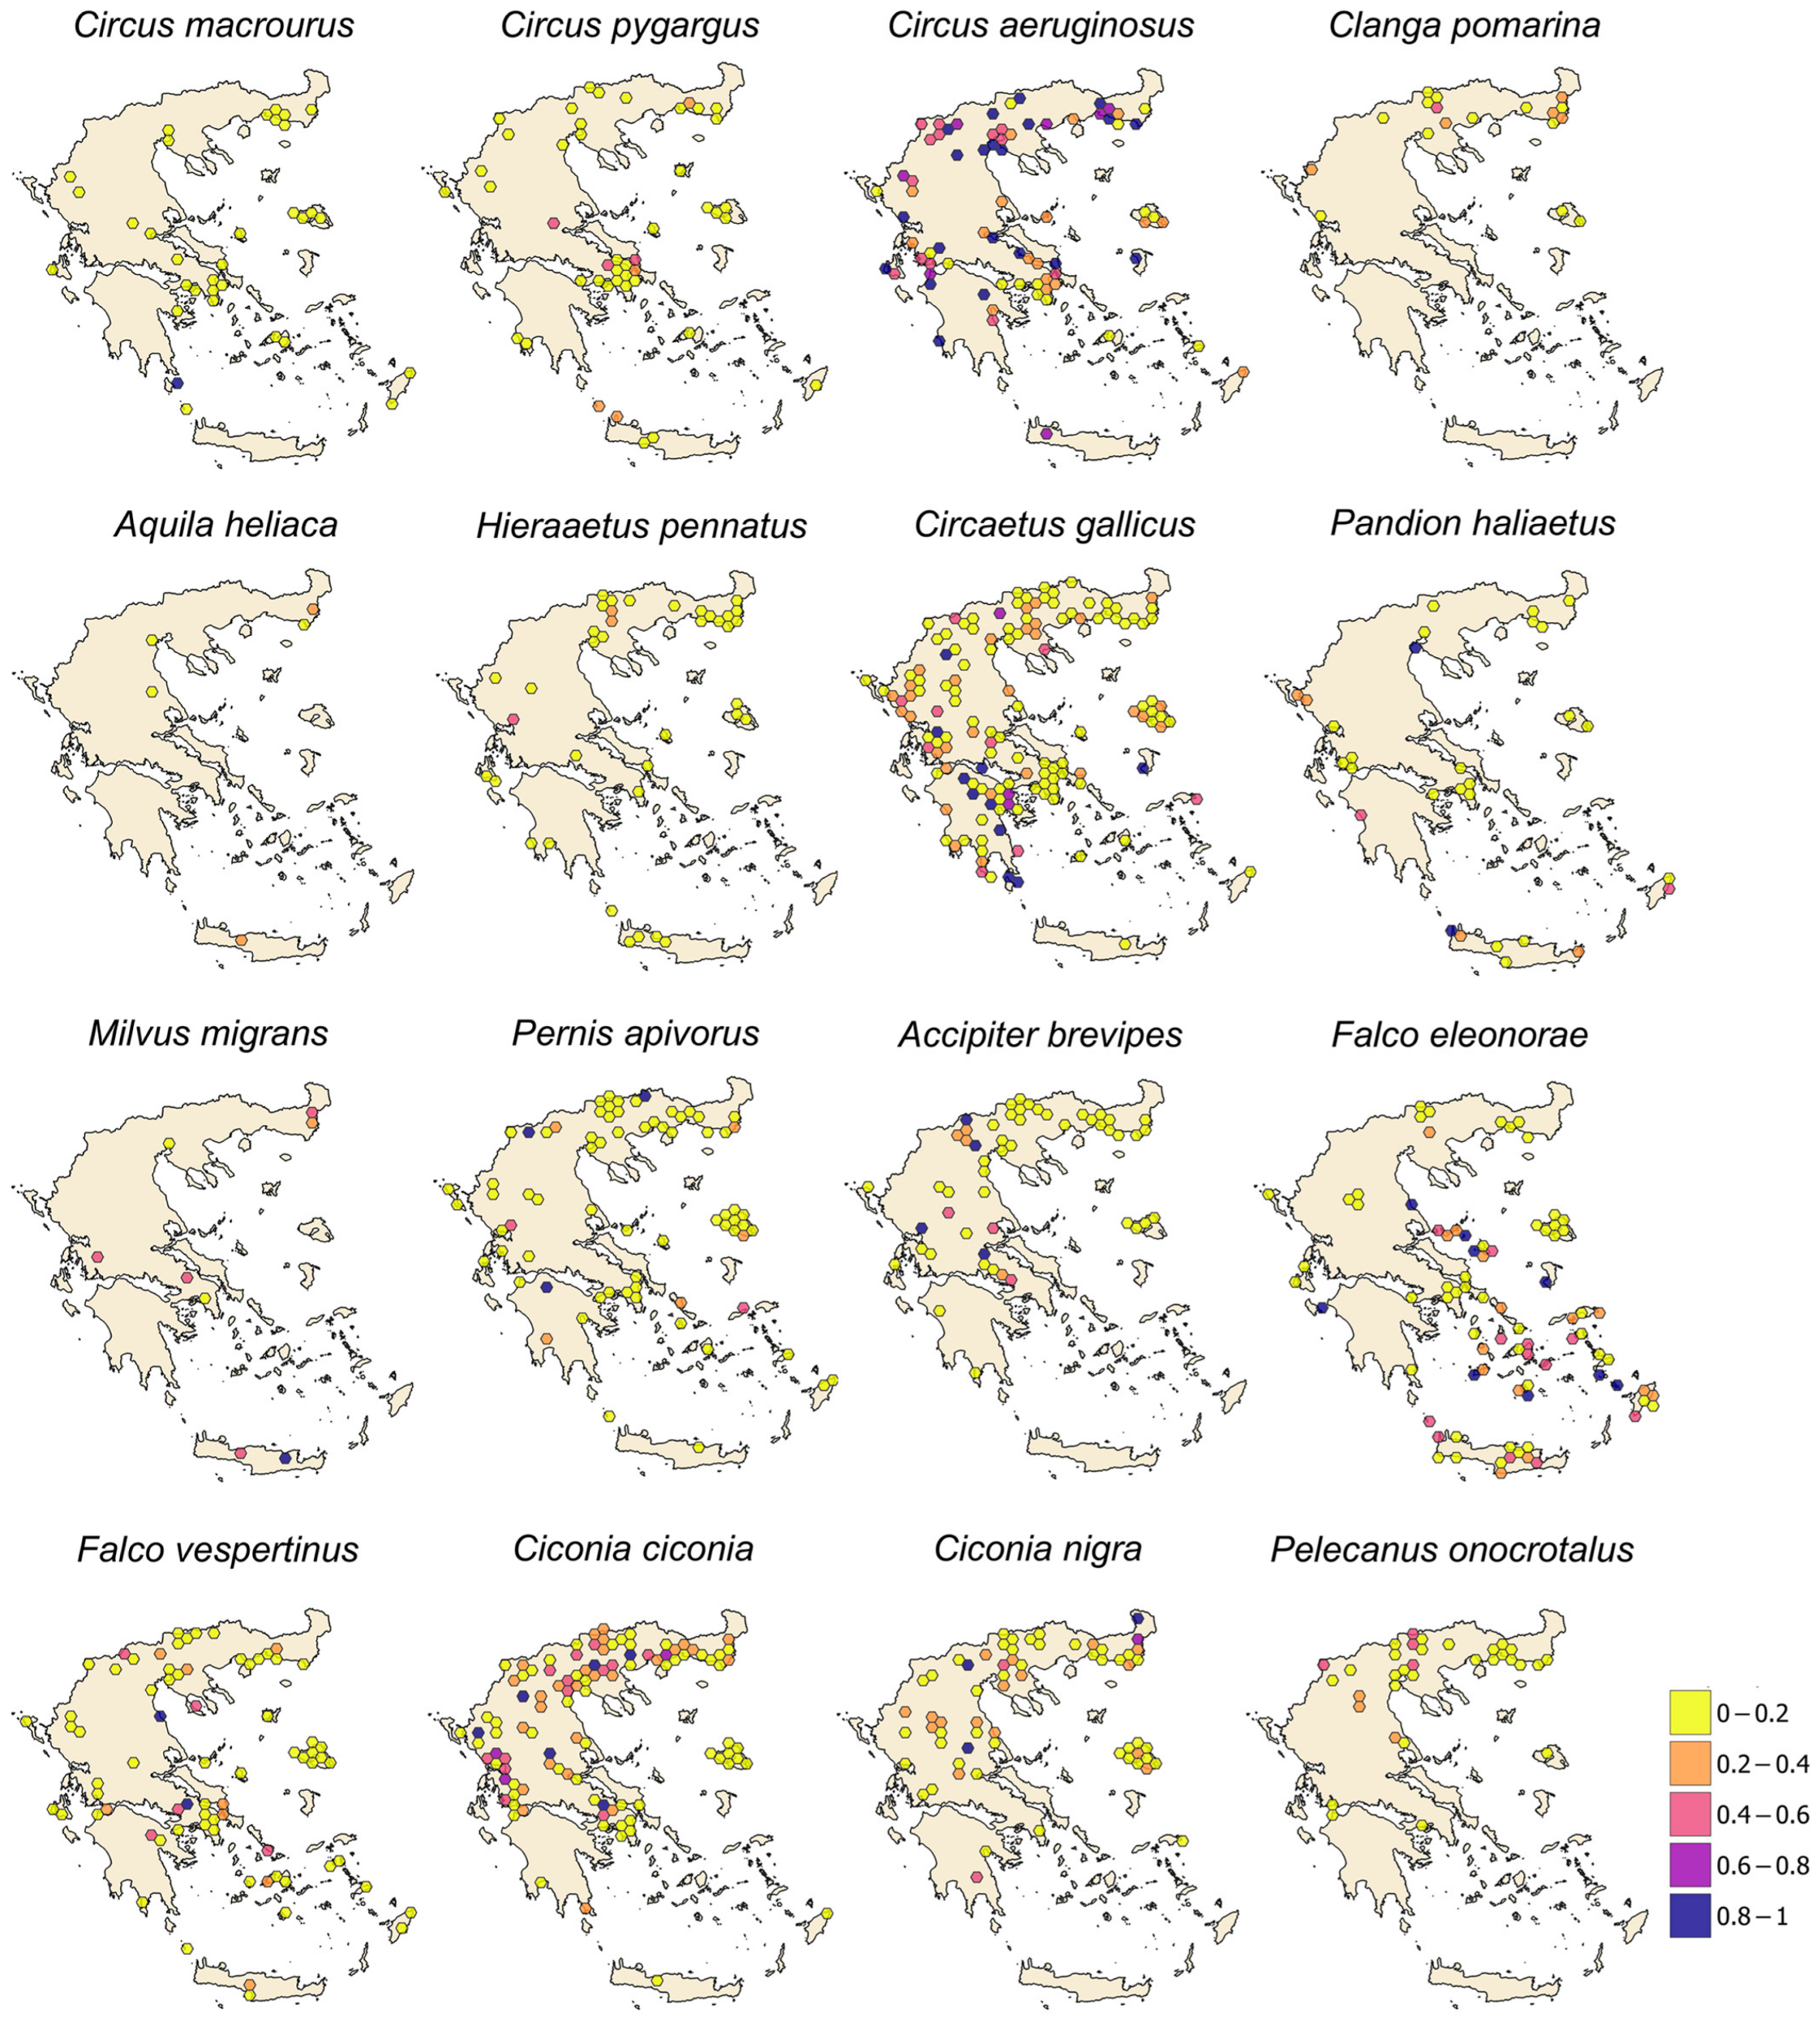 Circus macrourus
Circus pygargus
Circus aeruginosus
Clanga pomarina
Aquila heliaca
Hieraaetus pennatus
Circaetus gallicus
Pandion haliaetus
Milvus migrans
Pernis apivorus
Accipiter brevipes
Falco eleonorae
Falco vespertinus
Ciconia ciconia
Ciconia nigra
Pelecanus onocrotalus
0–0.2
0.2–0.4
0.4–0.6
0.6–0.8
0.8–1